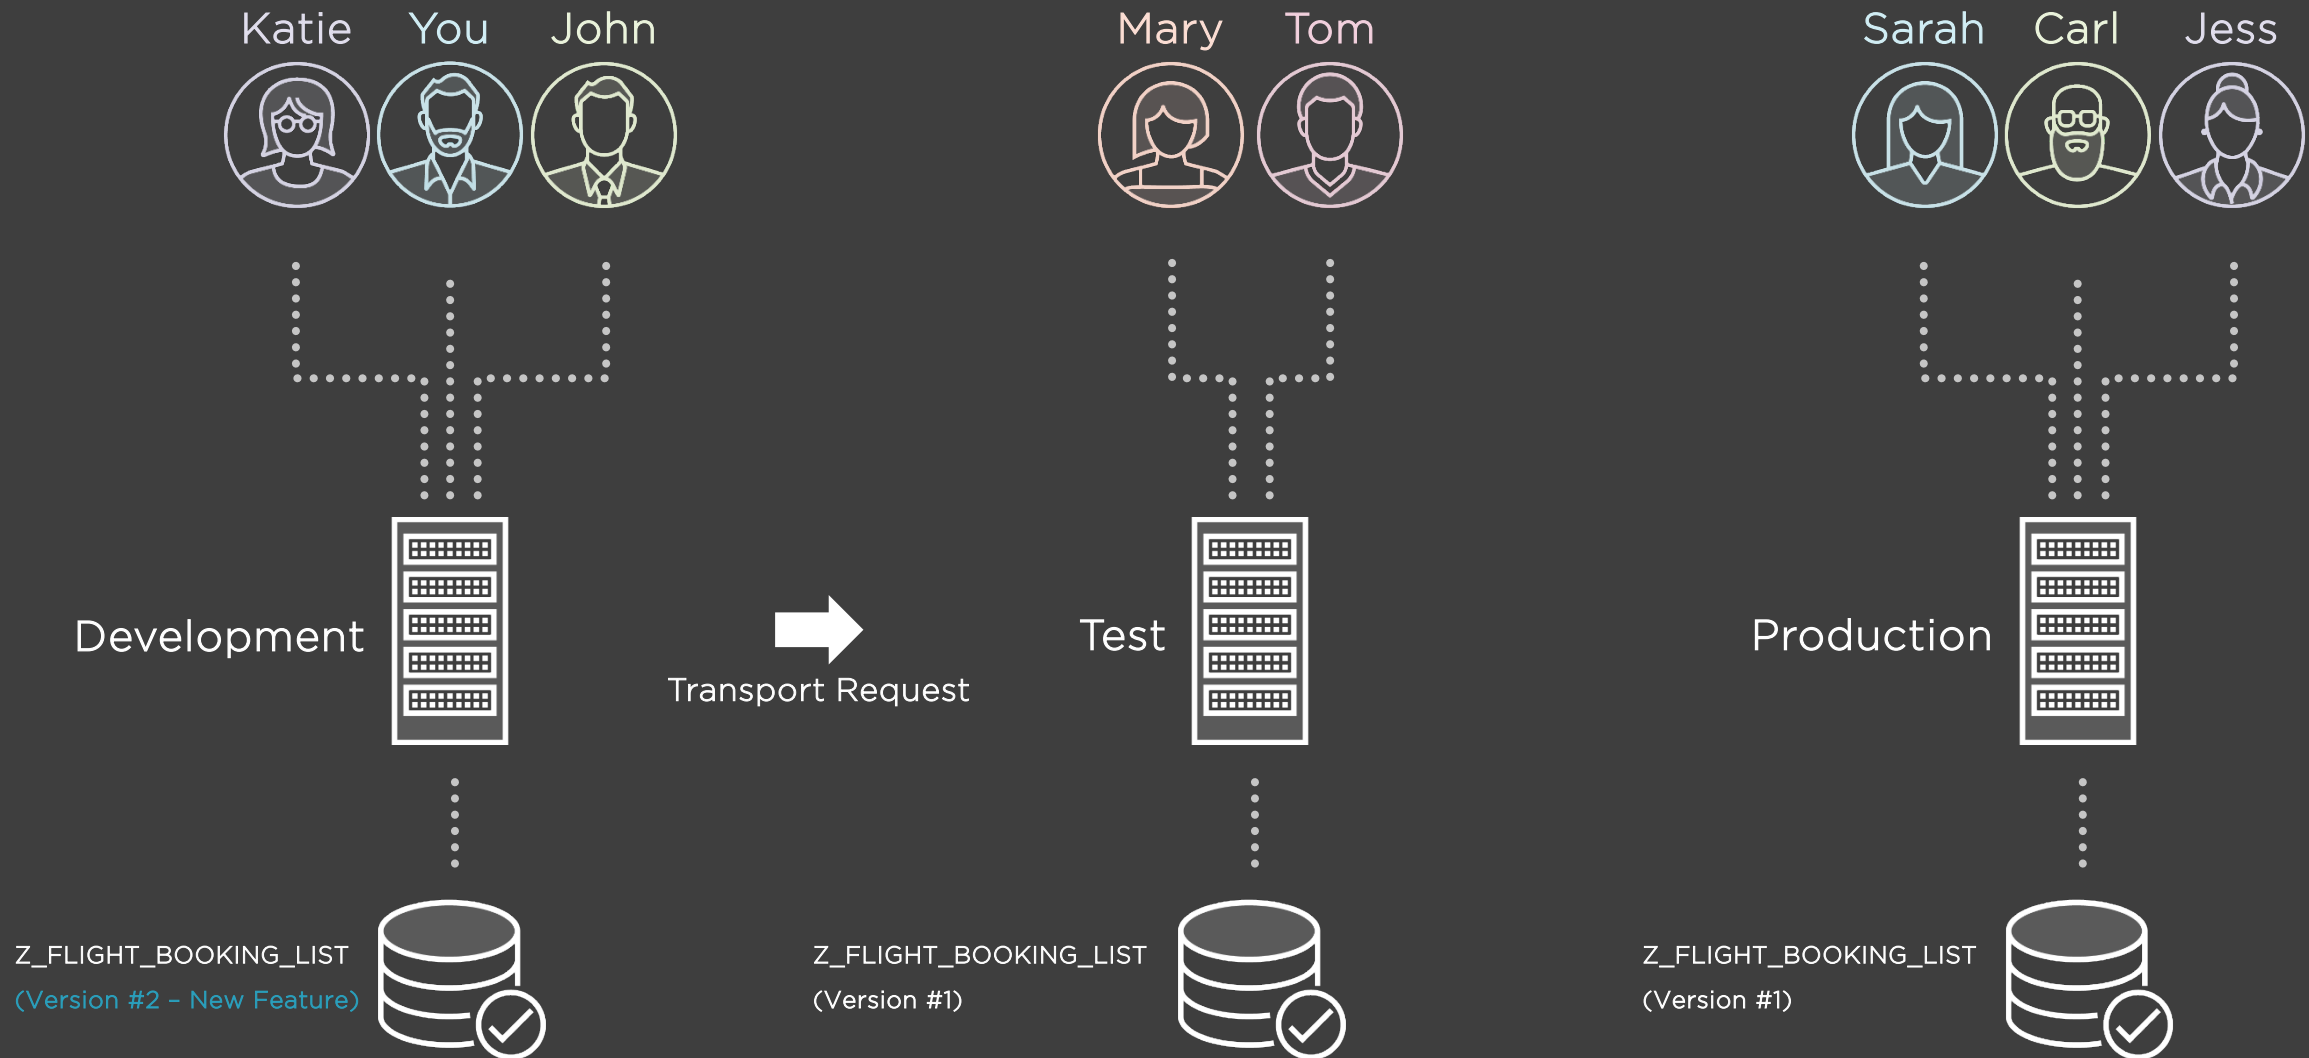 Katie
You
John
Mary
Tom
Sarah
Carl
Jess
Development
Transport Request
Test
Production
Z_FLIGHT_BOOKING_LIST
(Version #2 – New Feature)
Z_FLIGHT_BOOKING_LIST
(Version #1)
Z_FLIGHT_BOOKING_LIST
(Version #1)